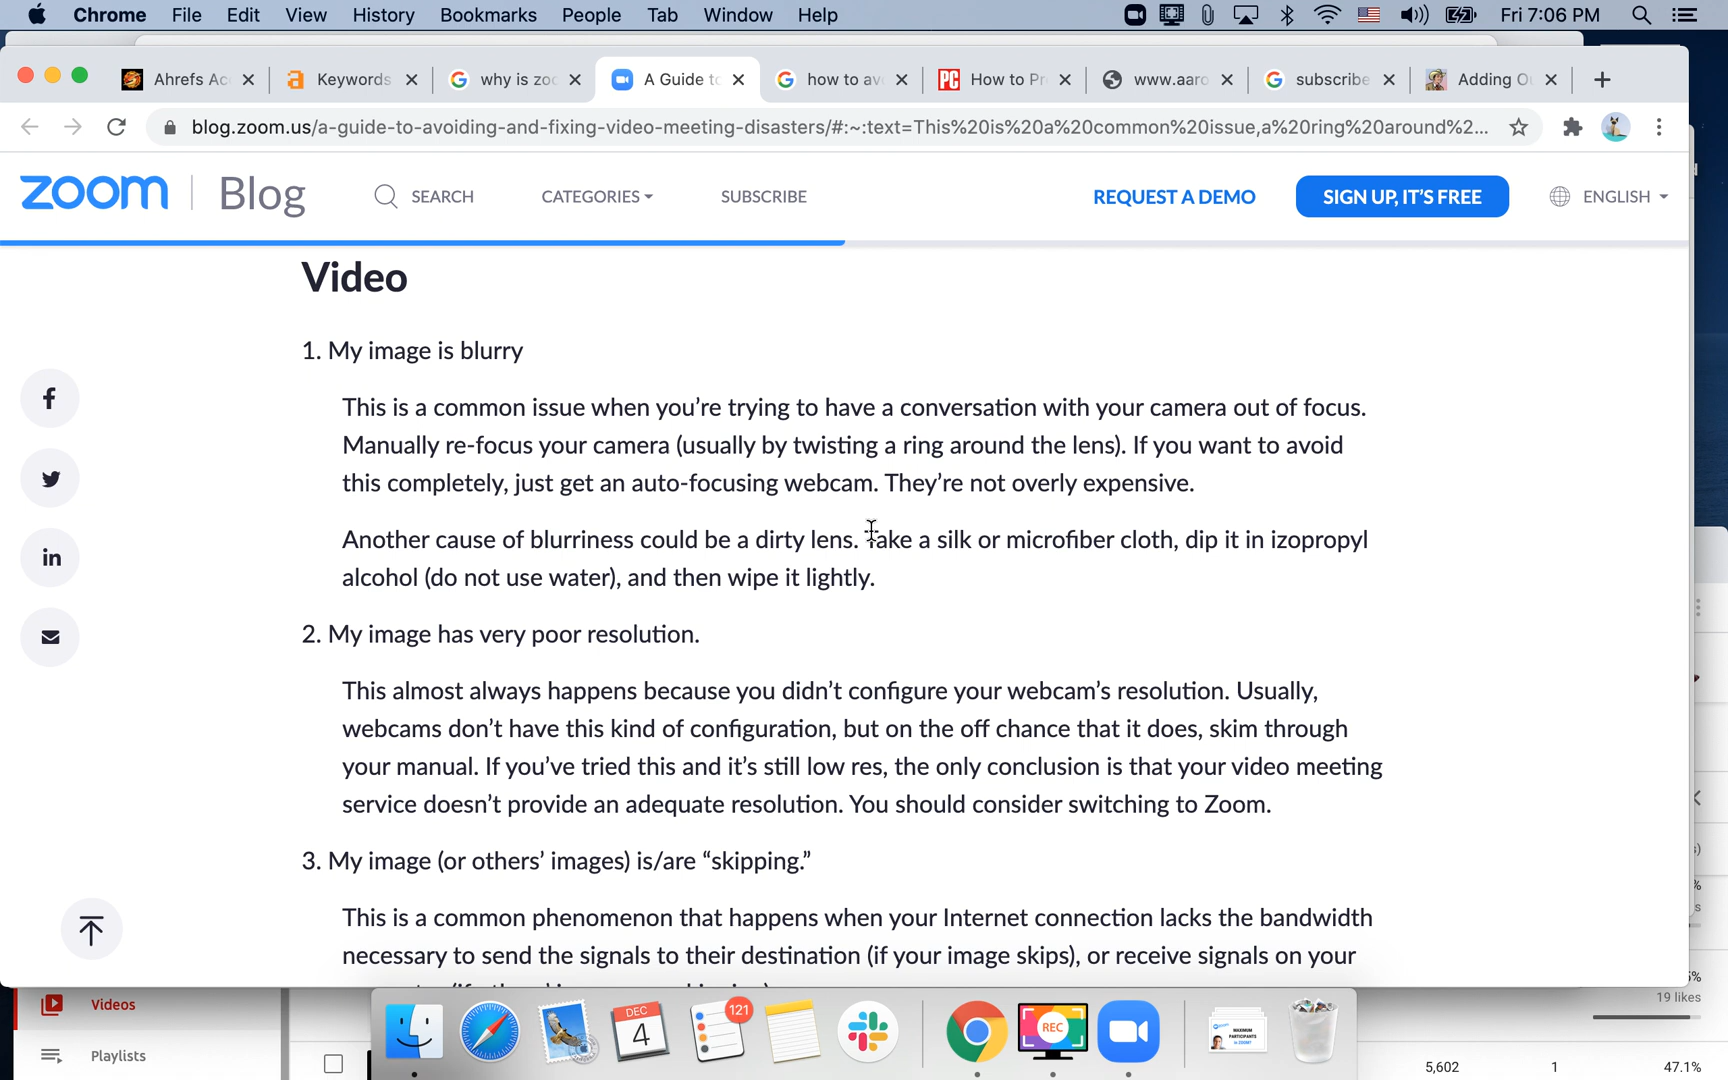 Chrome File Edit View History Bookmarks People Tab Window Help Fri 7:06 PM
Ahrefs Ac Keywords why is zoo A Guide to how to av How to Pr www.aaro subscribe Adding Ou
blog.zoom.us/a-guide-to-avoiding-and-fixing-video-meeting-disasters/#:~:text=This%20is%20a%20common%20issue,a%20ring%20around%2...
zoom Blog SEARCH CATEGORIES SUBSCRIBE REQUEST A DEMO SIGN UP, IT'S FREE ENGLISH
Video
1. My image is blurry
This is a common issue when you're trying to have a conversation with your camera out of focus.
Manually re-focus your camera (usually by twisting a ring around the lens). If you want to avoid
this completely, just get an auto-focusing webcam. They're not overly expensive.
Another cause of blurriness could be a dirty lens. Take a silk or microfiber cloth, dip it in izopropyl
alcohol (do not use water), and then wipe it lightly.
2. My image has very poor resolution.
This almost always happens because you didn't configure your webcam's resolution. Usually,
webcams don't have this kind of configuration, but on the off chance that it does, skim through
your manual. If you've tried this and it's still low res, the only conclusion is that your video meeting
service doesn't provide an adequate resolution. You should consider switching to Zoom.
3. My image (or others' images) is/are "skipping."
This is a common phenomenon that happens when your Internet connection lacks the bandwidth
necessary to send the signals to their destination (if your image skips), or receive signals on your
Videos
19 likes
DEC
4
121
REC
MAXIMUM
PARTICIPANTS
in ZOOM?
Playlists
5,602 1 47.1%